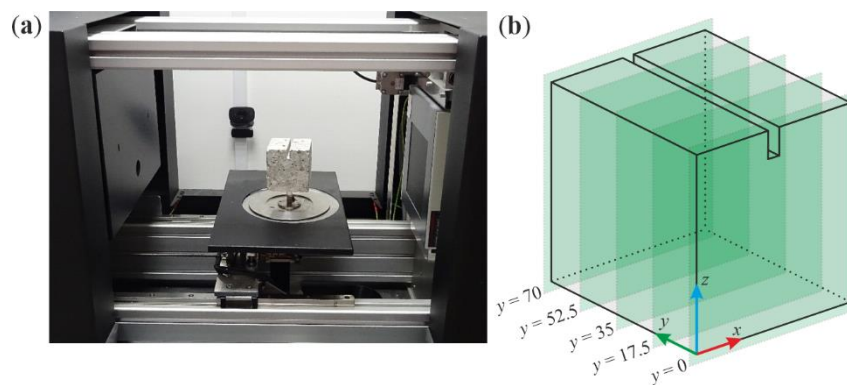 (a)
(b)
z
y
x
y = 70
y = 52.5
y = 35
y = 17.5
y = 0